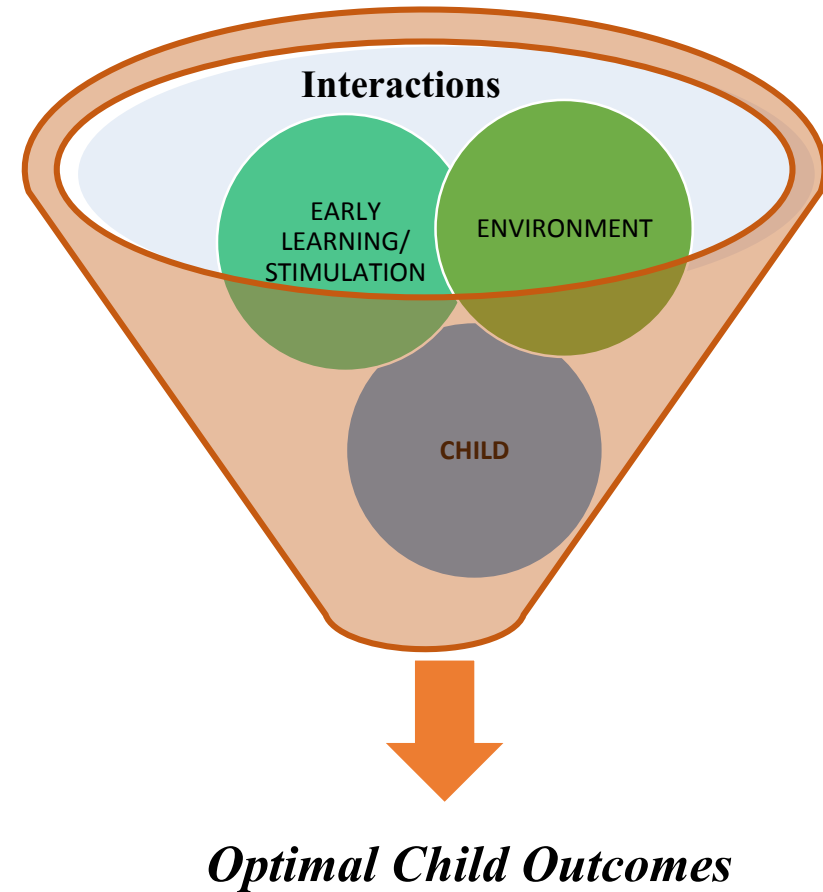 Interactions
EARLY
LEARNING/
STIMULATION
ENVIRONMENT
CHILD
Optimal Child Outcomes